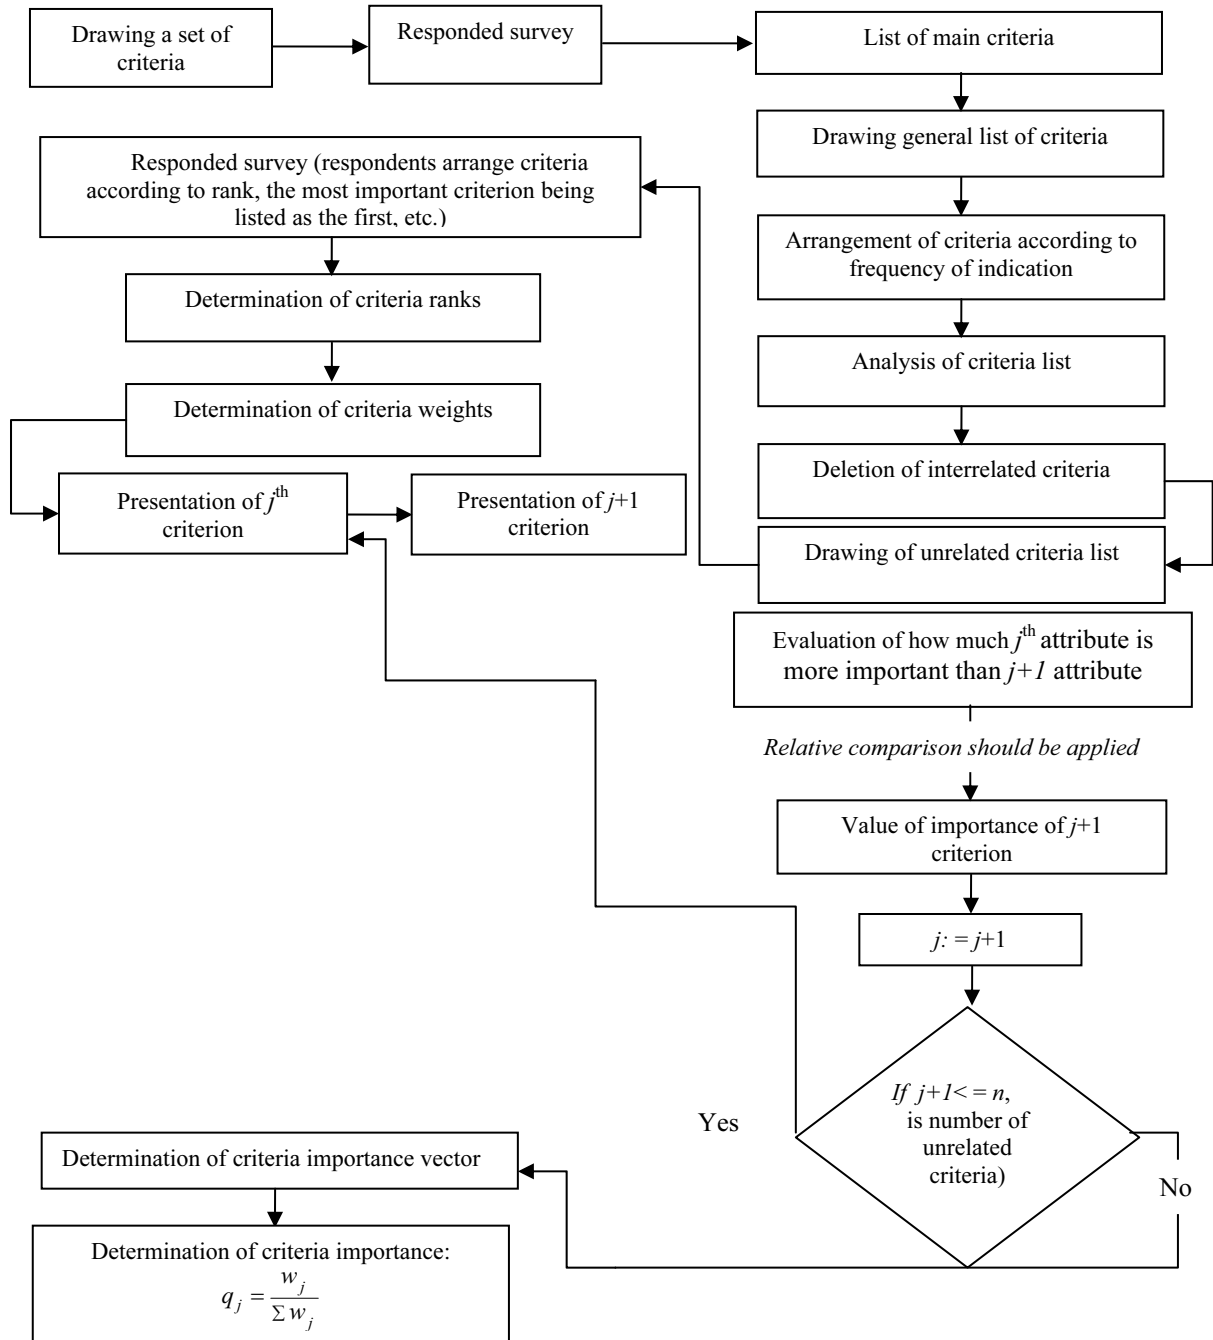 Drawing a set of
criteria
Responded survey
List of main criteria
Drawing general list of criteria
Arrangement of criteria according to
frequency of indication
Analysis of criteria list
Deletion of interrelated criteria
Drawing of unrelated criteria list
Responded survey (respondents arrange criteria
according to rank, the most important criterion being
listed as the first, etc.)
Determination of criteria ranks
Determination of criteria weights
Presentation of jth
criterion
Presentation of j+1
criterion
Evaluation of how much jth attribute is
more important than j+1 attribute
Relative comparison should be applied
Value of importance of j+1
criterion
j: = j+1
If j+1< = n,
is number of
unrelated
criteria)
Yes
No
Determination of criteria importance vector
Determination of criteria importance:
q_j = w_j / Σ w_j